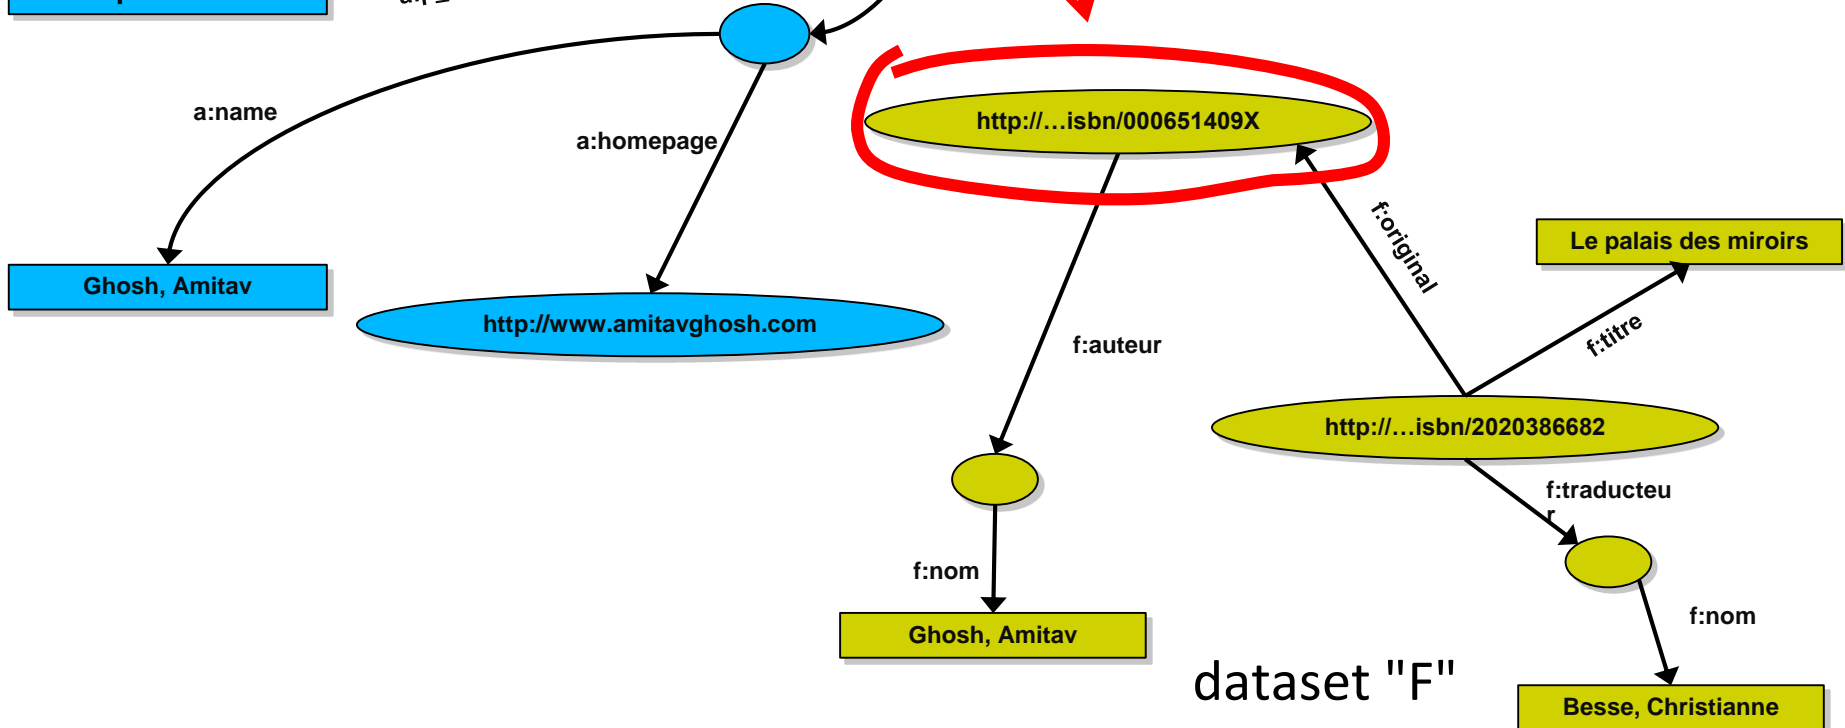 a:name
a:homepage
http://…isbn/000651409X
f:original
Le palais des miroirs
Ghosh, Amitav
http://www.amitavghosh.com
f:auteur
f:titre
http://…isbn/2020386682
f:traducteu
r
f:nom
f:nom
Ghosh, Amitav
dataset "F"
Besse, Christianne